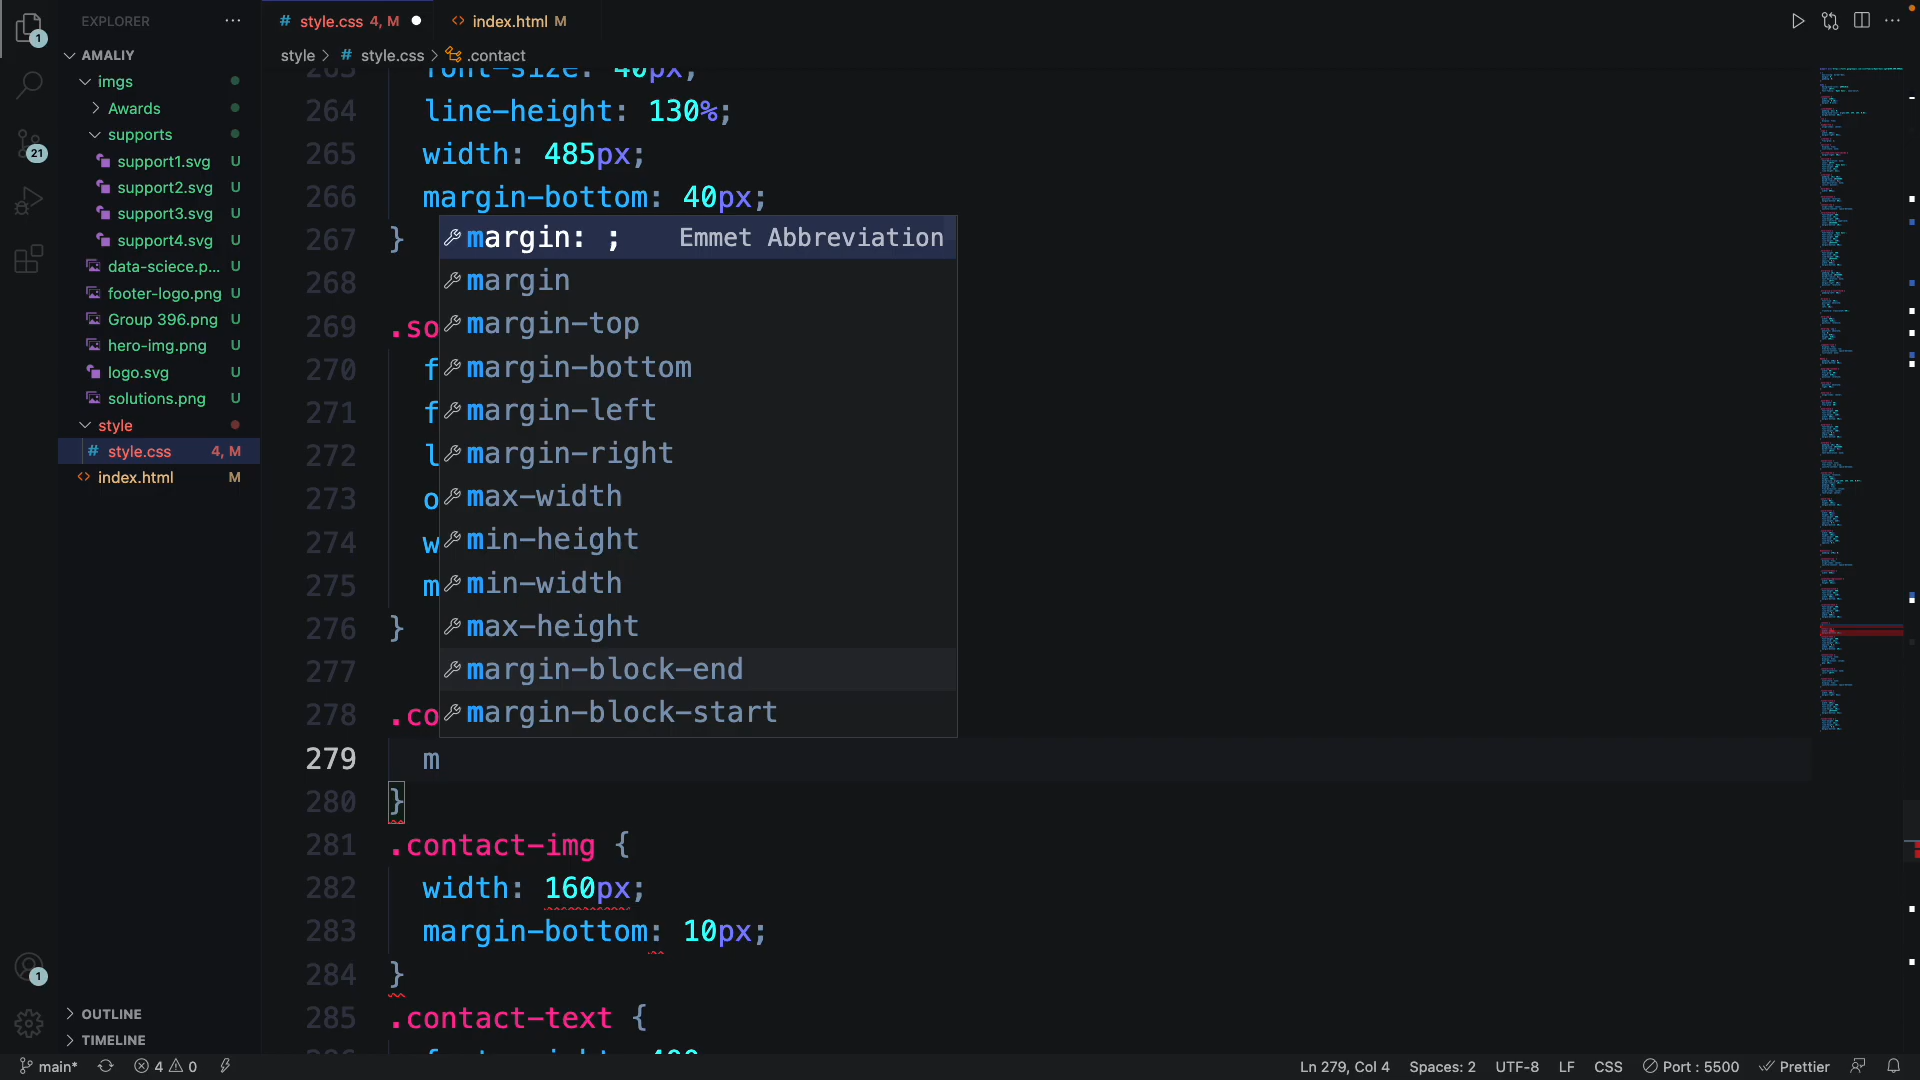 EXPLORER
style.css 4, M
index.html M
AMALIY
style
style.css
.contact
imgs
Awards
supports
support1.svg U
support2.svg U
support3.svg U
support4.svg U
data-sciece.p... U
footer-logo.png U
Group 396.png U
hero-img.png U
logo.svg U
solutions.png U
style
style.css 4, M
index.html M
OUTLINE
TIMELINE
font-size: 40px;
264 line-height: 130%;
265 width: 485px;
266 margin-bottom: 40px;
267 }
268
269 .so
270 f
271 f
272 l
273 o
274 w
275 m
276 }
277
278 .co
279 m
280 }
281 .contact-img {
282 width: 160px;
283 margin-bottom: 10px;
284 }
285 .contact-text {
margin: ; Emmet Abbreviation
margin
margin-top
margin-bottom
margin-left
margin-right
max-width
min-height
min-width
max-height
margin-block-end
margin-block-start
1
21
1
main*
4
0
Ln 279, Col 4
Spaces: 2
UTF-8
LF
CSS
Port : 5500
Prettier